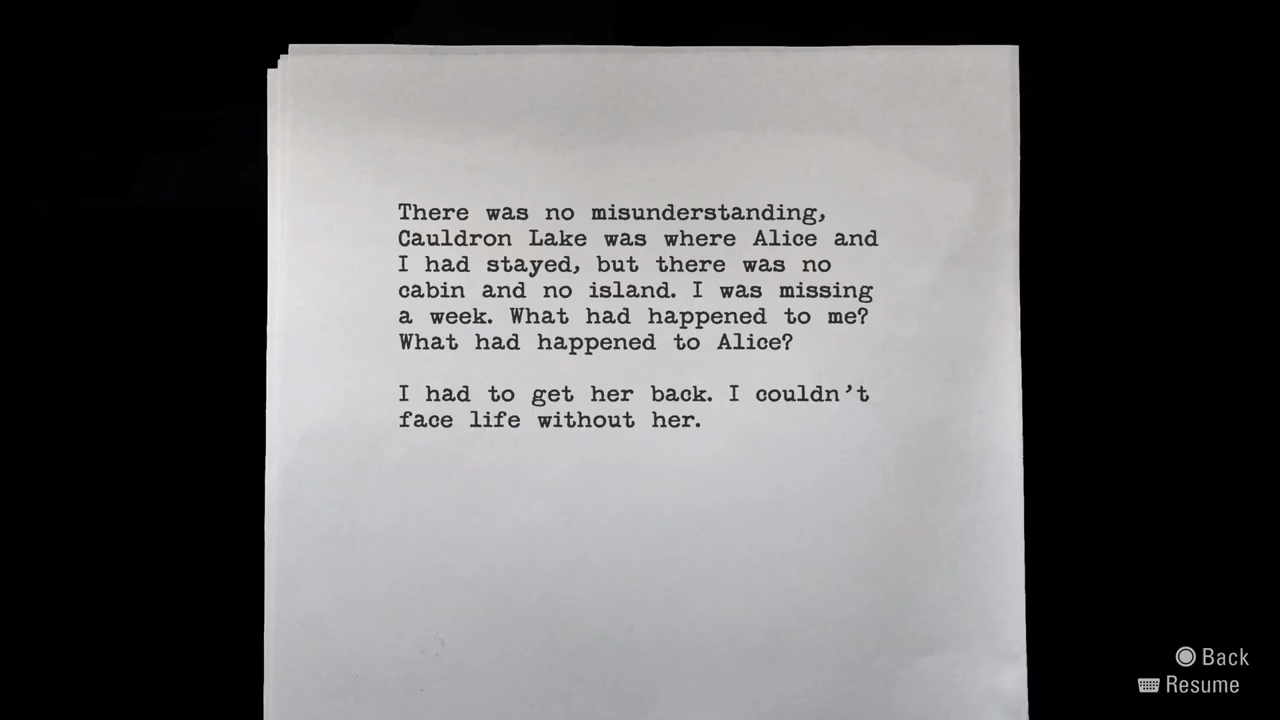 There was no misunderstanding,
Cauldron Lake was where Alice and
I had stayed, but there was no
cabin and no island. I was missing
a week. What had happened to me?
What had happened to Alice?
I had to get her back. I couldn't
face life without her.
Back
Resume